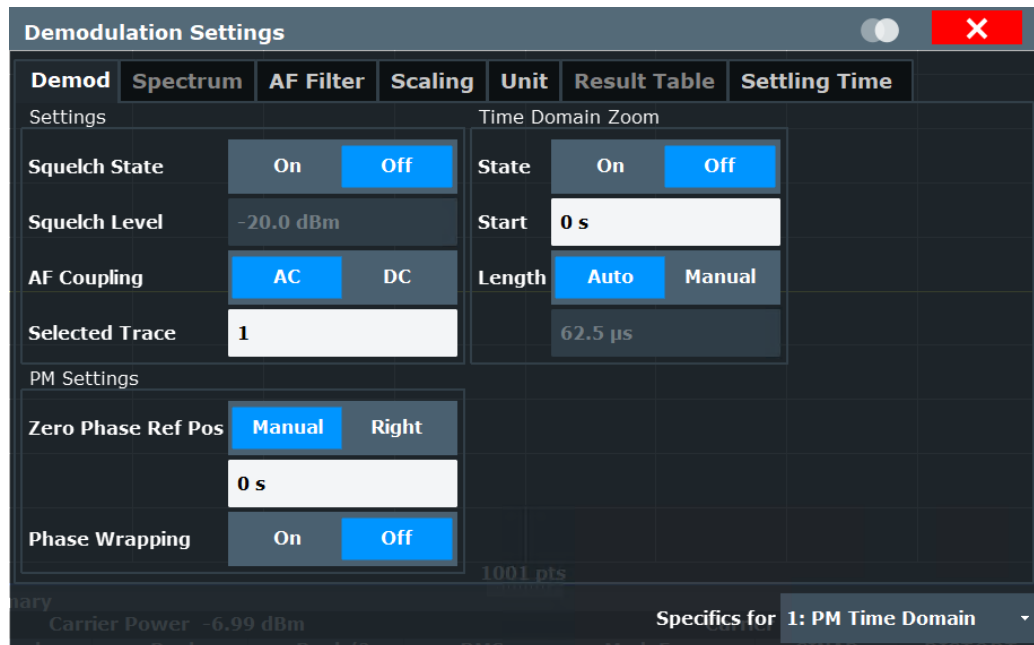 Demodulation Settings
Demod Spectrum AF Filter Scaling Unit Result Table Settling Time
Settings
Squelch State On Off
Squelch Level -20.0 dBm
AF Coupling AC DC
Selected Trace 1
Time Domain Zoom
State On Off
Start 0 s
Length Auto Manual
62.5 µs
PM Settings
Zero Phase Ref Pos Manual Right
0 s
Phase Wrapping On Off
1001 pts
Carrier Power -6.99 dBm
Specifics for 1: PM Time Domain